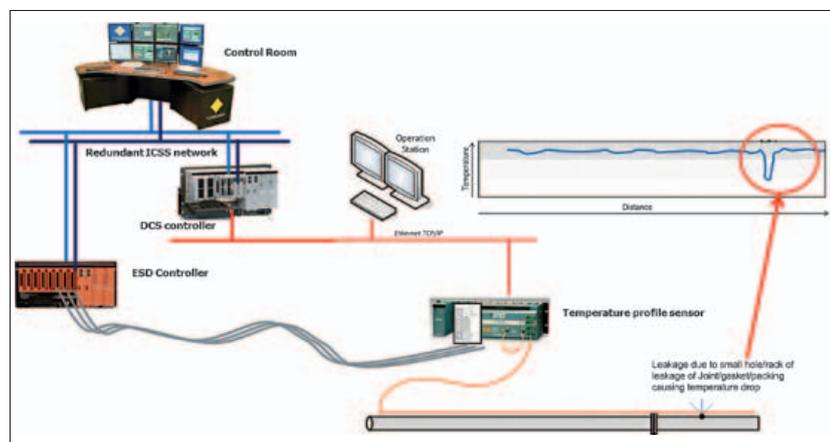 Control Room
Redundant ICSS network
Operation
Station
Temperature
Distance
DCS controller
Ethernet TCP/IP
ESD Controller
Temperature profile sensor
Leakage due to small hole/rack of
leakage of Joint/gasket/packing
causing temperature drop